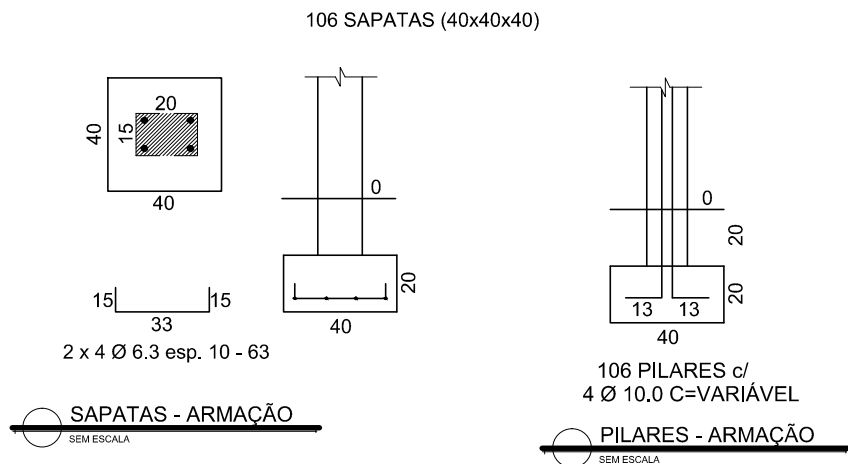 106 SAPATAS (40x40x40)
20
15
40
40
0
20
40
15
15
33
2 x 4 Ø 6.3 esp. 10 - 63
SAPATAS - ARMAÇÃO
SEM ESCALA
0
20
20
13
13
40
106 PILARES c/
4 Ø 10.0 C=VARIÁVEL
PILARES - ARMAÇÃO
SEM ESCALA